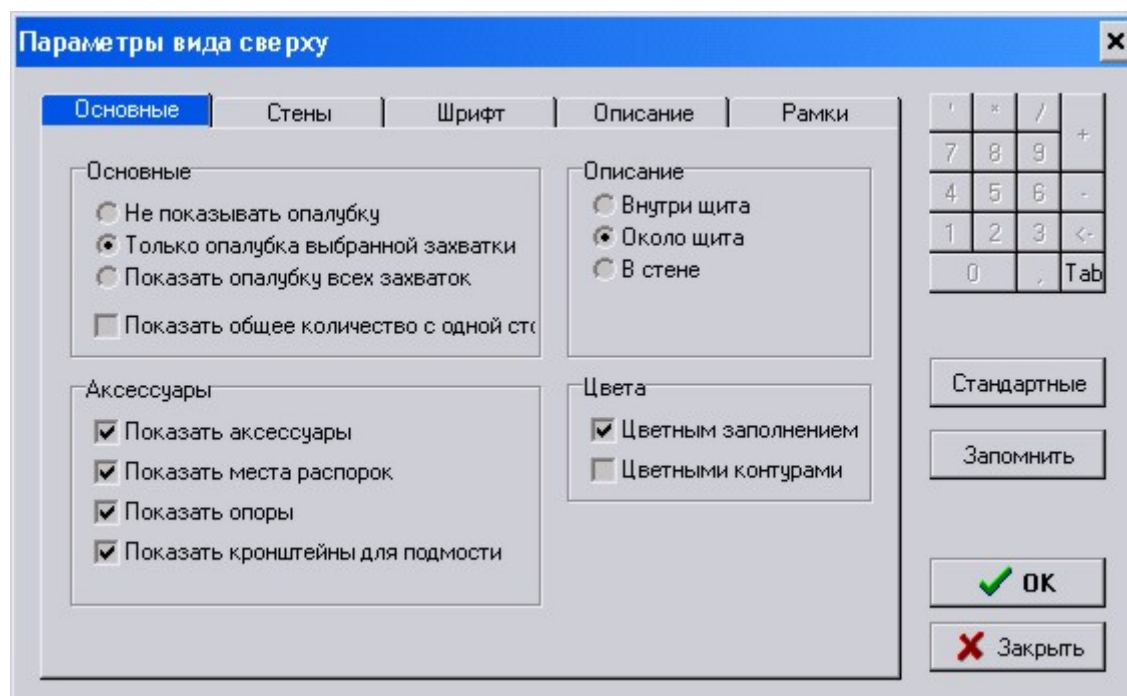 Параметры вида сверху
Основные Стены Шрифт Описание Рамки
Основные
Не показывать опалубку
Только опалубка выбранной захватки
Показать опалубку всех захваток
Показать общее количество с одной сто
Описание
Внутри щита
Около щита
В стене
Аксессуары
Показать аксессуары
Показать места распорок
Показать опоры
Показать кронштейны для подмости
Цвета
Цветным заполнением
Цветными контурами
' * / +
7 8 9
4 5 6 -
1 2 3 <-
0 , Tab
Стандартные
Запомнить
OK
Закрыть